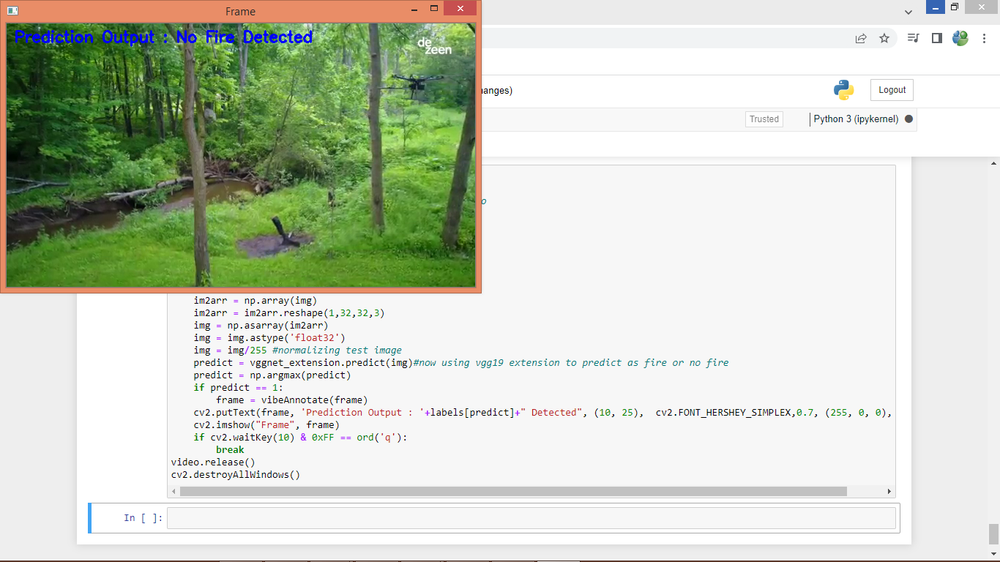 Frame
Prediction Output : No Fire Detected
de
zeen
anges)
Logout
Trusted
Python 3 (ipykernel)
o
im2arr = np.array(img)
im2arr = im2arr.reshape(1,32,32,3)
img = np.asarray(im2arr)
img = img.astype('float32')
img = img/255 #normalizing test image
predict = vggnet_extension.predict(img)#now using vgg19 extension to predict as fire or no fire
predict = np.argmax(predict)
if predict == 1:
frame = vibeAnnotate(frame)
cv2.putText(frame, 'Prediction Output : '+labels[predict]+" Detected", (10, 25),  cv2.FONT_HERSHEY_SIMPLEX,0.7, (255, 0, 0),
cv2.imshow("Frame", frame)
if cv2.waitKey(10) & 0xFF == ord('q'):
break
video.release()
cv2.destroyAllWindows()
In [ ]: